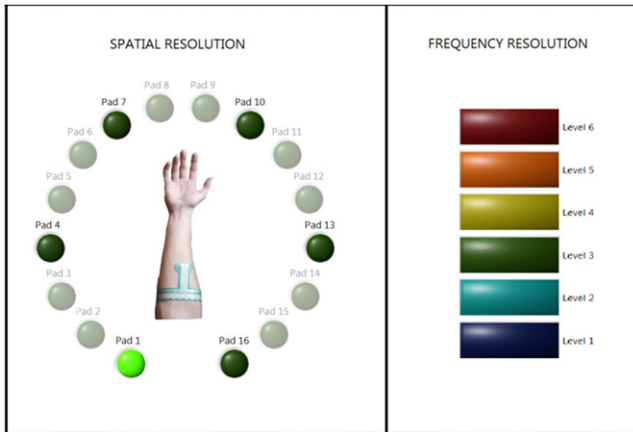 SPATIAL RESOLUTION
Pad 8
Pad 9
Pad 7
Pad 10
Pad 6
Pad 11
Pad 5
Pad 12
Pad 4
Pad 13
Pad 3
Pad 14
Pad 2
Pad 15
Pad 1
Pad 16
FREQUENCY RESOLUTION
Level 6
Level 5
Level 4
Level 3
Level 2
Level 1